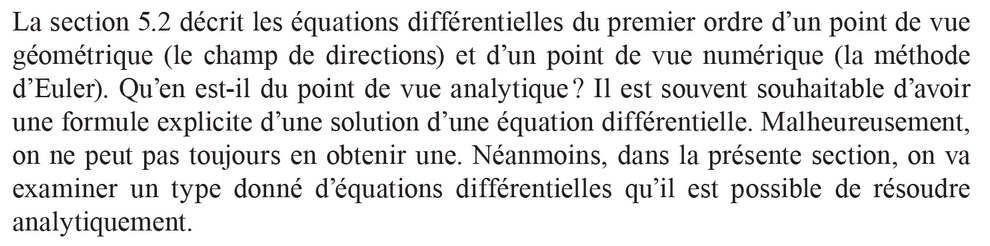 La section 5.2 décrit les équations différentielles du premier ordre d’un point de vue
géométrique (le champ de directions) et d’un point de vue numérique (la méthode
d’Euler). Qu’en est-il du point de vue analytique ? Il est souvent souhaitable d’avoir
une formule explicite d’une solution d’une équation différentielle. Malheureusement,
on ne peut pas toujours en obtenir une. Néanmoins, dans la présente section, on va
examiner un type donné d’équations différentielles qu’il est possible de résoudre
analytiquement.